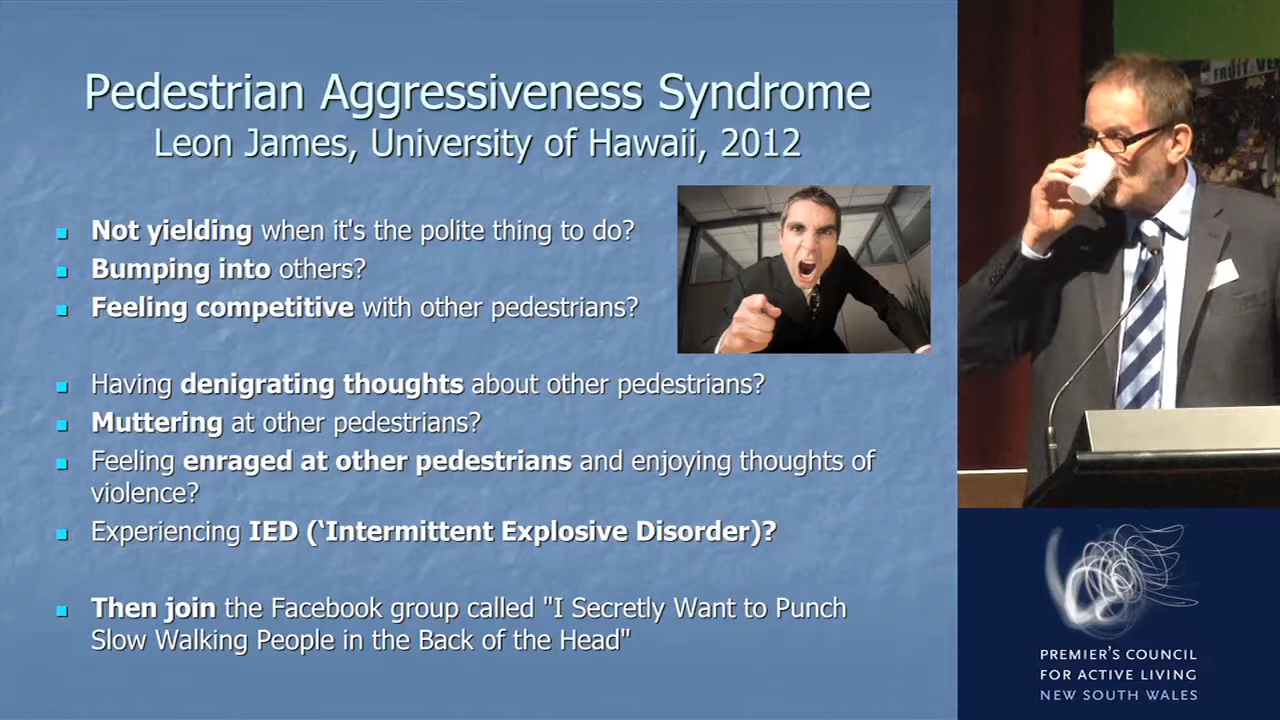 Pedestrian Aggressiveness Syndrome
Leon James, University of Hawaii, 2012
Not yielding when it's the polite thing to do?
Bumping into others?
Feeling competitive with other pedestrians?
Having denigrating thoughts about other pedestrians?
Muttering at other pedestrians?
Feeling enraged at other pedestrians and enjoying thoughts of
violence?
Experiencing IED (‘Intermittent Explosive Disorder)?
Then join the Facebook group called "I Secretly Want to Punch
Slow Walking People in the Back of the Head"
FRUIT
PREMIER'S COUNCIL
FOR ACTIVE LIVING
NEW SOUTH WALES